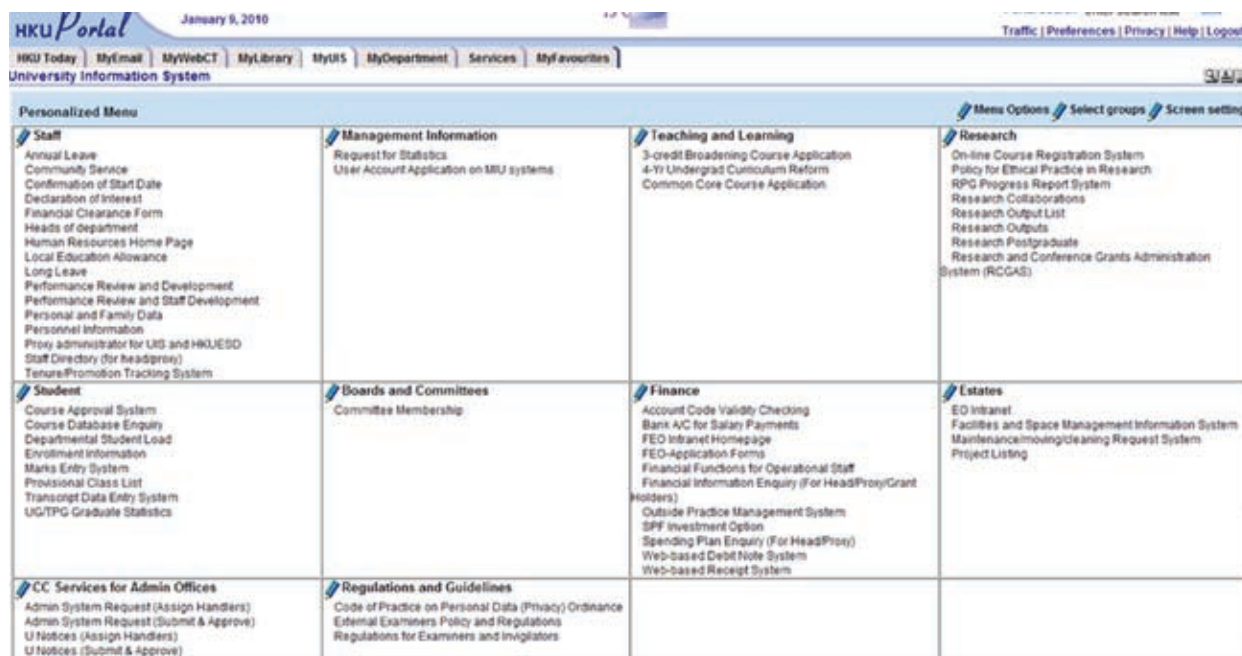 HKU Portal
January 9, 2010
Traffic | Preferences | Privacy | Help | Logout
HKU Today MyEmail MyWebCT MyLibrary MyUIS MyDepartment Services MyFavourites
University Information System
Personalized Menu
Menu Options Select groups Screen setting
Staff
Annual Leave
Community Service
Confirmation of Start Date
Declaration of Interest
Financial Clearance Form
Heads of department
Human Resources Home Page
Local Education Allowance
Long Leave
Performance Review and Development
Performance Review and Staff Development
Personal and Family Data
Personnel Information
Proxy administrator for UIS and HKUESD
Staff Directory (for head/proxy)
Tenure/Promotion Tracking System
Management Information
Request for Statistics
User Account Application on MIU systems
Teaching and Learning
3-credit Broadening Course Application
4-Yr Undergrad Curriculum Reform
Common Core Course Application
Research
On-line Course Registration System
Policy for Ethical Practice in Research
RPG Progress Report System
Research Collaborations
Research Output List
Research Outputs
Research Postgraduate
Research and Conference Grants Administration
System (RCGAS)
Student
Course Approval System
Course Database Enquiry
Departmental Student Load
Enrollment Information
Marks Entry System
Provisional Class List
Transcript Data Entry System
UG/TPG Graduate Statistics
Boards and Committees
Committee Membership
Finance
Account Code Validity Checking
Bank A/C for Salary Payments
FEO Intranet Homepage
FEO-Application Forms
Financial Functions for Operational Staff
Financial Information Enquiry (For Head/Proxy/Grant
Holders)
Outside Practice Management System
SPF Investment Option
Spending Plan Enquiry (For Head/Proxy)
Web-based Debit Note System
Web-based Receipt System
Estates
EO Intranet
Facilities and Space Management Information System
Maintenance/moving/cleaning Request System
Project Listing
CC Services for Admin Offices
Admin System Request (Assign Handlers)
Admin System Request (Submit & Approve)
U Notices (Assign Handlers)
U Notices (Submit & Approve)
Regulations and Guidelines
Code of Practice on Personal Data (Privacy) Ordinance
External Examiners Policy and Regulations
Regulations for Examiners and Invigilators